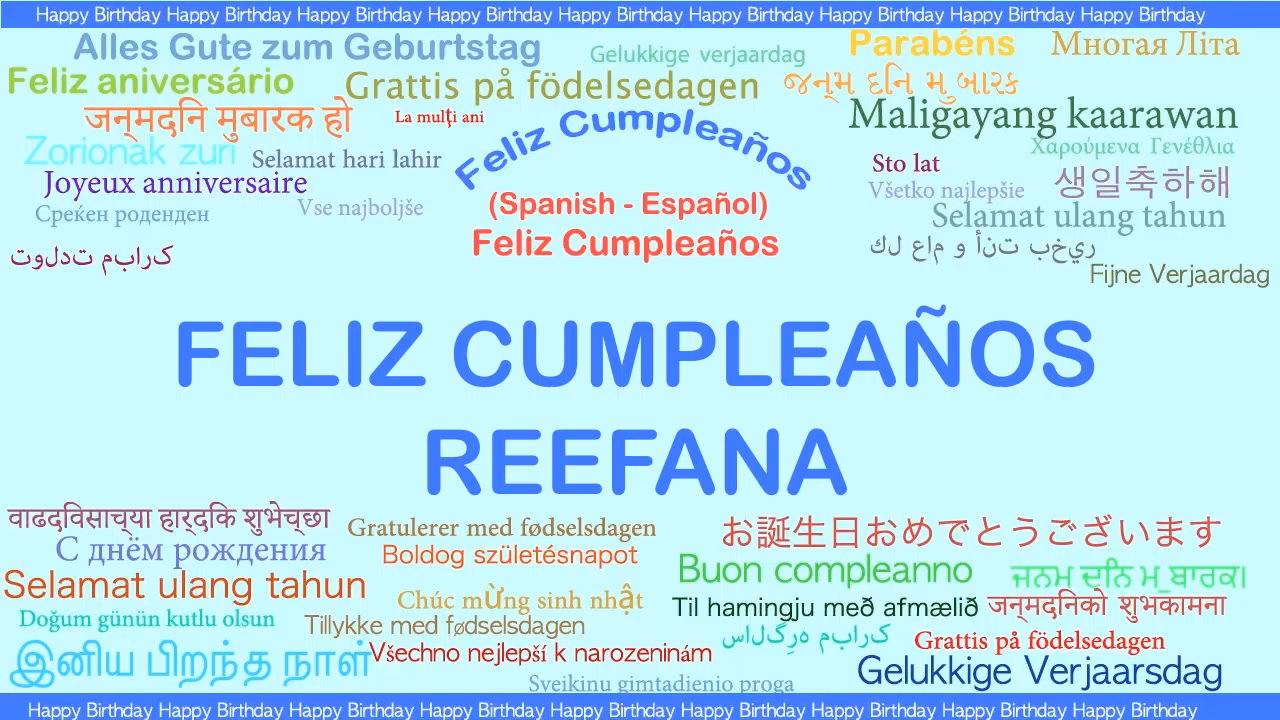 Happy Birthday Happy Birthday Happy Birthday Happy Birthday Happy Birthday Happy Birthday Happy Birthday Happy Birthday Happy Birthday
Alles Gute zum Geburtstag
Gelukkige verjaardag
Parabéns
Многая Літа
Feliz aniversário
Grattis på födelsedagen
જન્મ દનિ મુબારક
जन्मदनि मुबारक हो
La mulţi ani
Feliz Cumpleaños
Maligayang kaarawan
Zorionak zuri
Selamat hari lahir
Χαρούμενα Γενέθλια
Sto lat
Joyeux anniversaire
Všetko najlepšie
생일축하해
Среќен роденден
Vse najboljše
(Spanish - Español)
Selamat ulang tahun
Feliz Cumpleaños
تولدت مبارک
كل عام و أنت بخير
Fijne Verjaardag
FELIZ CUMPLEAÑOS
REEFANA
वाढदविसाच्या हार्दकि शुभेच्छा
Gratulerer med fødselsdagen
お誕生日おめでとうございます
С днём рождения
Boldog születésnapot
Buon compleanno
ਜਨਮ ਦਨਿ ਮੁਬਾਰਕ।
Selamat ulang tahun
Chúc mừng sinh nhật
Til hamingju með afmælið
जन्मदनिको शुभकामना
Doğum günün kutlu olsun
Tillykke med fødselsdagen
سالگرہ مبارک
Grattis på födelsedagen
இனிய பிறந்த நாள்
Všechno nejlepší k narozeninám
Gelukkige Verjaarsdag
Sveikinu gimtadienio proga
Happy Birthday Happy Birthday Happy Birthday Happy Birthday Happy Birthday Happy Birthday Happy Birthday Happy Birthday Happy Birthday